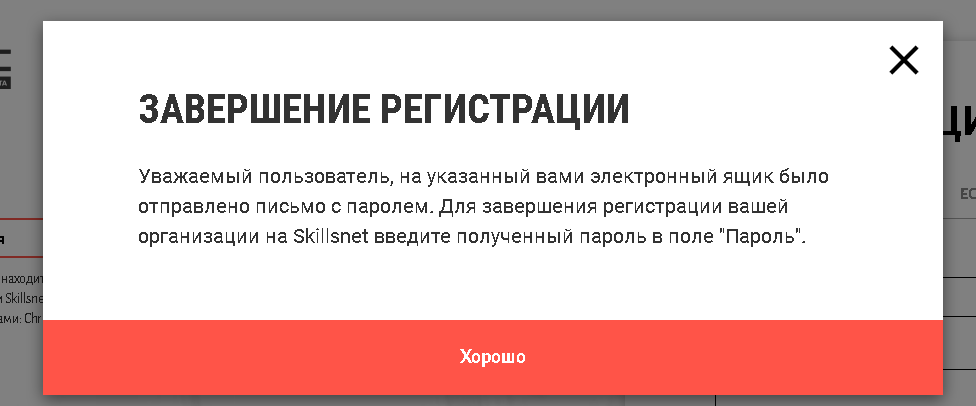 ЗАВЕРШЕНИЕ РЕГИСТРАЦИИ
Уважаемый пользователь, на указанный вами электронный ящик было
отправлено письмо с паролем. Для завершения регистрации вашей
организации на Skillsnet введите полученный пароль в поле "Пароль".
Хорошо